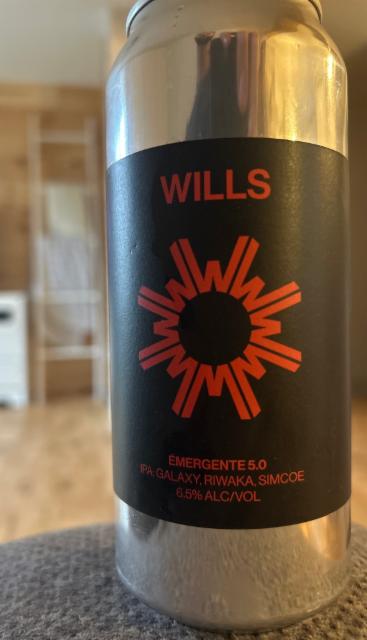 WILLS
ÉMERGENTE 5.0
IPA: GALAXY, RIWAKA, SIMCOE
6.5% ALC/VOL